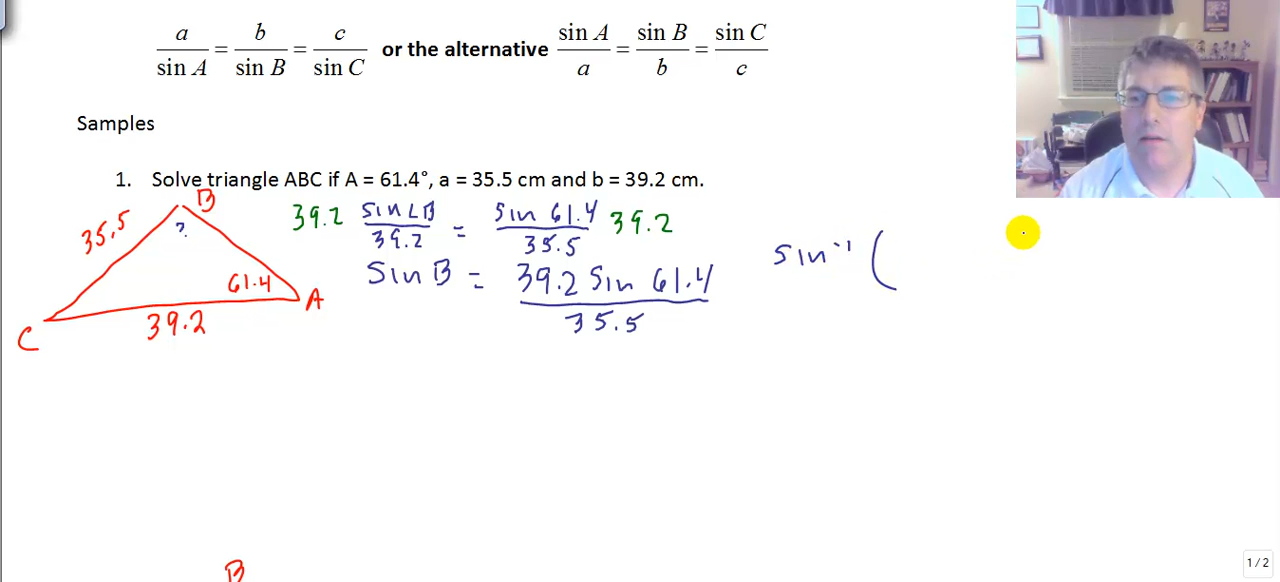 a/sin A = b/sin B = c/sin C or the alternative sin A/a = sin B/b = sin C/c
Samples
1. Solve triangle ABC if A = 61.4°, a = 35.5 cm and b = 39.2 cm.
B
35.5
?
61.4
A
39.2
C
39.2 sin∠B/39.2 = sin 61.4/35.5 39.2
sin B = 39.2 sin 61.4/35.5
sin⁻¹ (
B
1 / 2